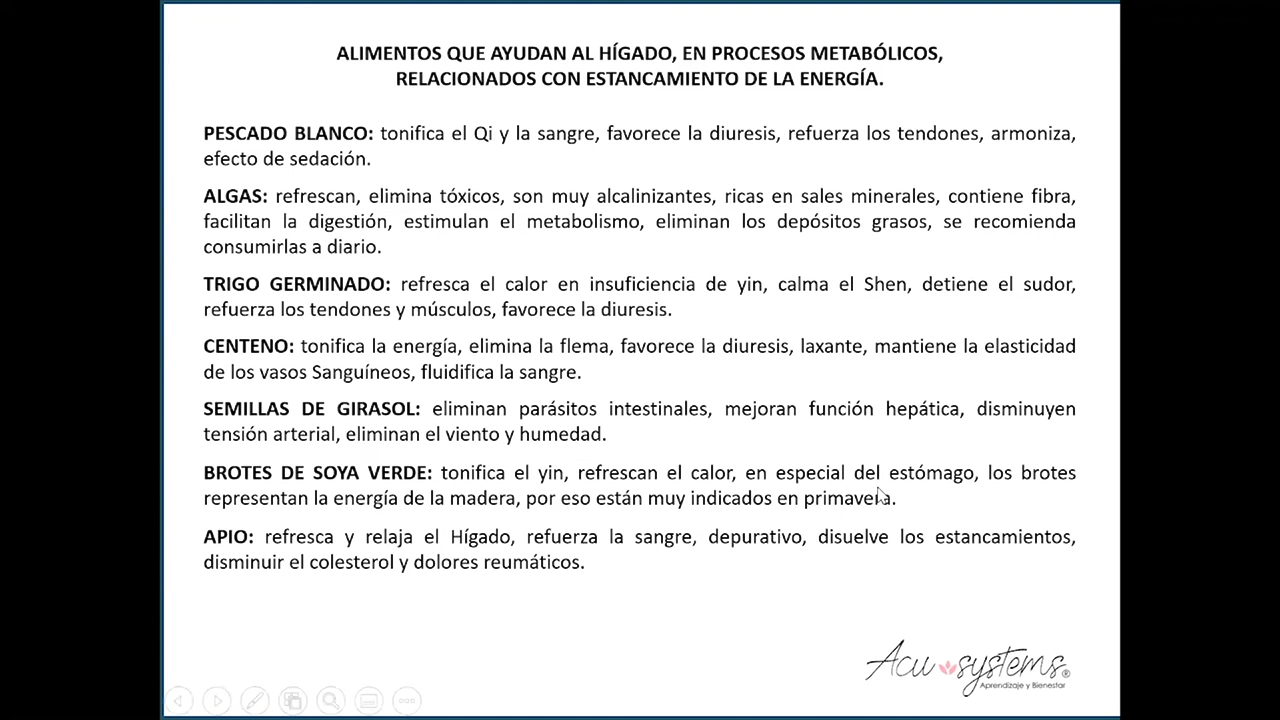 ALIMENTOS QUE AYUDAN AL HÍGADO, EN PROCESOS METABÓLICOS,
RELACIONADOS CON ESTANCAMIENTO DE LA ENERGÍA.
PESCADO BLANCO: tonifica el Qi y la sangre, favorece la diuresis, refuerza los tendones, armoniza,
efecto de sedación.
ALGAS: refrescan, elimina tóxicos, son muy alcalinizantes, ricas en sales minerales, contiene fibra,
facilitan la digestión, estimulan el metabolismo, eliminan los depósitos grasos, se recomienda
consumirlas a diario.
TRIGO GERMINADO: refresca el calor en insuficiencia de yin, calma el Shen, detiene el sudor,
refuerza los tendones y músculos, favorece la diuresis.
CENTENO: tonifica la energía, elimina la flema, favorece la diuresis, laxante, mantiene la elasticidad
de los vasos Sanguíneos, fluidifica la sangre.
SEMILLAS DE GIRASOL: eliminan parásitos intestinales, mejoran función hepática, disminuyen
tensión arterial, eliminan el viento y humedad.
BROTES DE SOYA VERDE: tonifica el yin, refrescan el calor, en especial del estómago, los brotes
representan la energía de la madera, por eso están muy indicados en primavera.
APIO: refresca y relaja el Hígado, refuerza la sangre, depurativo, disuelve los estancamientos,
disminuir el colesterol y dolores reumáticos.
Acu systems®
Aprendizaje y Bienestar